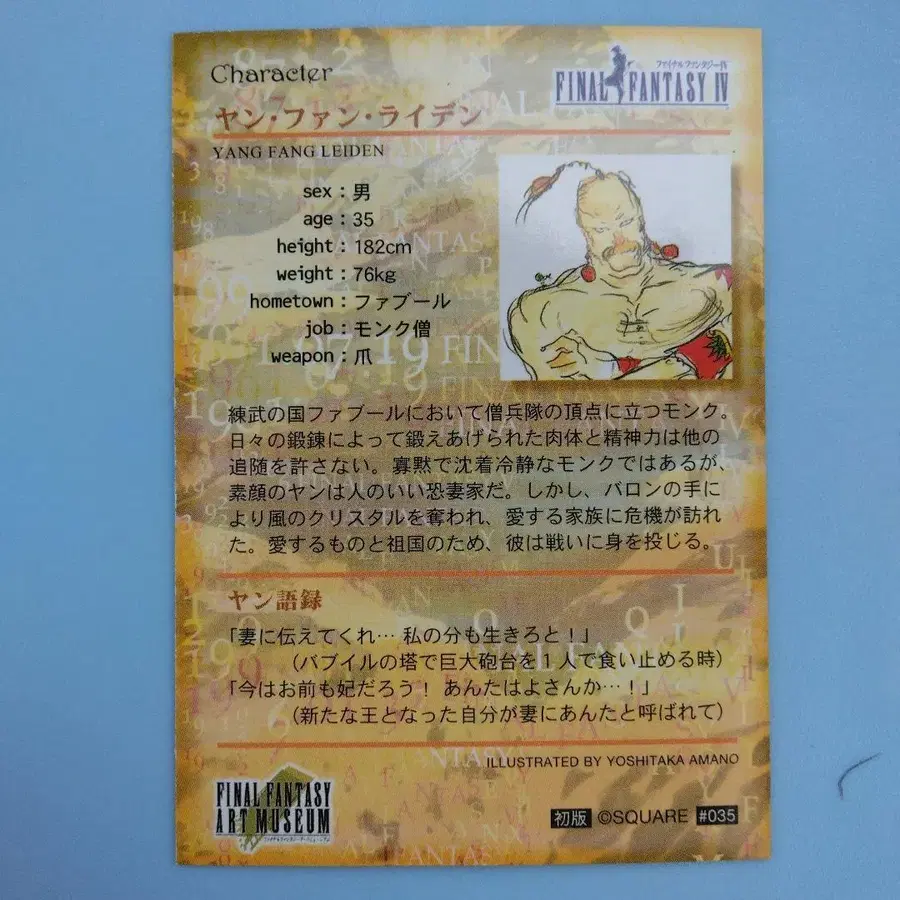 Character
ファイナルファンタジーIV
FINAL FANTASY IV
ヤン・ファン・ライデン
YANG FANG LEIDEN
sex：男
age：35
height：182cm
weight：76kg
hometown：ファブール
job：モンク僧
weapon：爪
練武の国ファブールにおいて僧兵隊の頂点に立つモンク。
日々の鍛錬によって鍛えあげられた肉体と精神力は他の
追随を許さない。寡黙で沈着冷静なモンクではあるが、
素顔のヤンは人のいい恐妻家だ。しかし、バロンの手に
より風のクリスタルを奪われ、愛する家族に危機が訪れ
た。愛するものと祖国のため、彼は戦いに身を投じる。
ヤン語録
「妻に伝えてくれ… 私の分も生きろと！」
（バブイルの塔で巨大砲台を１人で食い止める時）
「今はお前も妃だろう！ あんたはよさんか…！」
（新たな王となった自分が妻にあんたと呼ばれて）
ILLUSTRATED BY YOSHITAKA AMANO
FINAL FANTASY
ART MUSEUM
初版 ©SQUARE #035